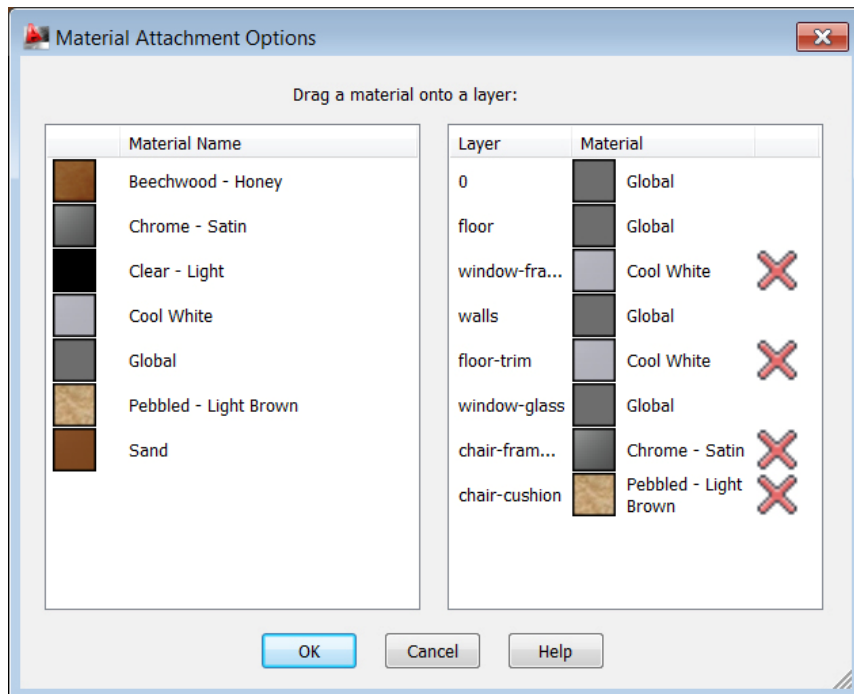 Material Attachment Options
Drag a material onto a layer:
Material Name
Beechwood - Honey
Chrome - Satin
Clear - Light
Cool White
Global
Pebbled - Light Brown
Sand
Layer Material
0 Global
floor Global
window-fra... Cool White
walls Global
floor-trim Cool White
window-glass Global
chair-fram... Chrome - Satin
chair-cushion Pebbled - Light
Brown
OK Cancel Help